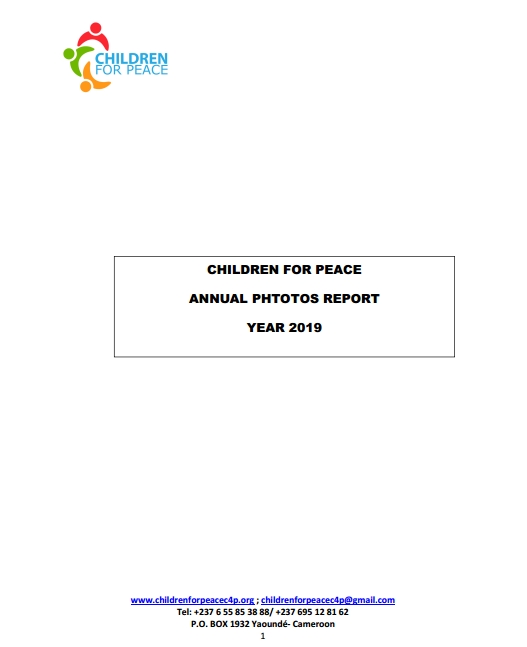 CHILDREN
FOR PEACE
CHILDREN FOR PEACE
ANNUAL PHTOTOS REPORT
YEAR 2019
www.childrenforpeacec4p.org ; childrenforpeacec4p@gmail.com
Tel: +237 6 55 85 38 88/ +237 695 12 81 62
P.O. BOX 1932 Yaoundé- Cameroon
1